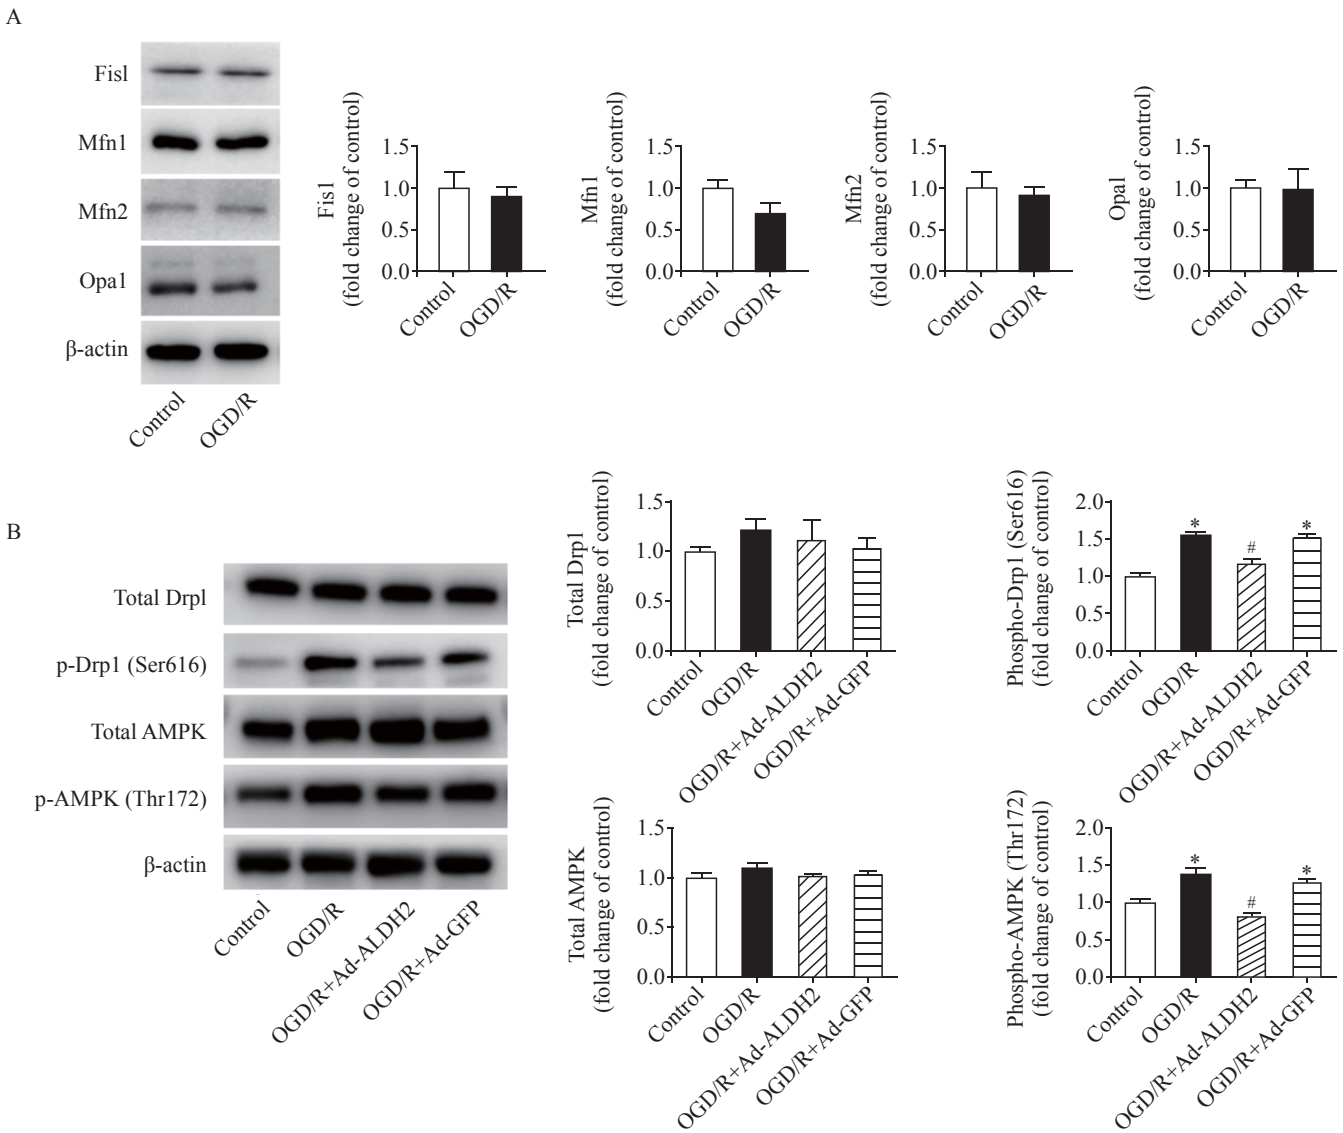 A
Fisl
Mfn1
Mfn2
Opa1
β-actin
Control
OGD/R
Fis1
(fold change of control)
1.5
1.0
0.5
0.0
Control
OGD/R
Mfn1
(fold change of control)
1.5
1.0
0.5
0.0
Control
OGD/R
Mfn2
(fold change of control)
1.5
1.0
0.5
0.0
Control
OGD/R
Opal
(fold change of control)
1.5
1.0
0.5
0.0
Control
OGD/R
B
Total Drpl
p-Drp1 (Ser616)
Total AMPK
p-AMPK (Thr172)
β-actin
Control
OGD/R
OGD/R+Ad-ALDH2
OGD/R+Ad-GFP
Total Drp1
(fold change of control)
1.5
1.0
0.5
0.0
Control
OGD/R
OGD/R+Ad-ALDH2
OGD/R+Ad-GFP
Phospho-Drp1 (Ser616)
(fold change of control)
2.0
1.5
1.0
0.5
0.0
*
#
*
Control
OGD/R
OGD/R+Ad-ALDH2
OGD/R+Ad-GFP
Total AMPK
(fold change of control)
1.5
1.0
0.5
0.0
Control
OGD/R
OGD/R+Ad-ALDH2
OGD/R+Ad-GFP
Phospho-AMPK (Thr172)
(fold change of control)
2.0
1.5
1.0
0.5
0.0
*
#
*
Control
OGD/R
OGD/R+Ad-ALDH2
OGD/R+Ad-GFP